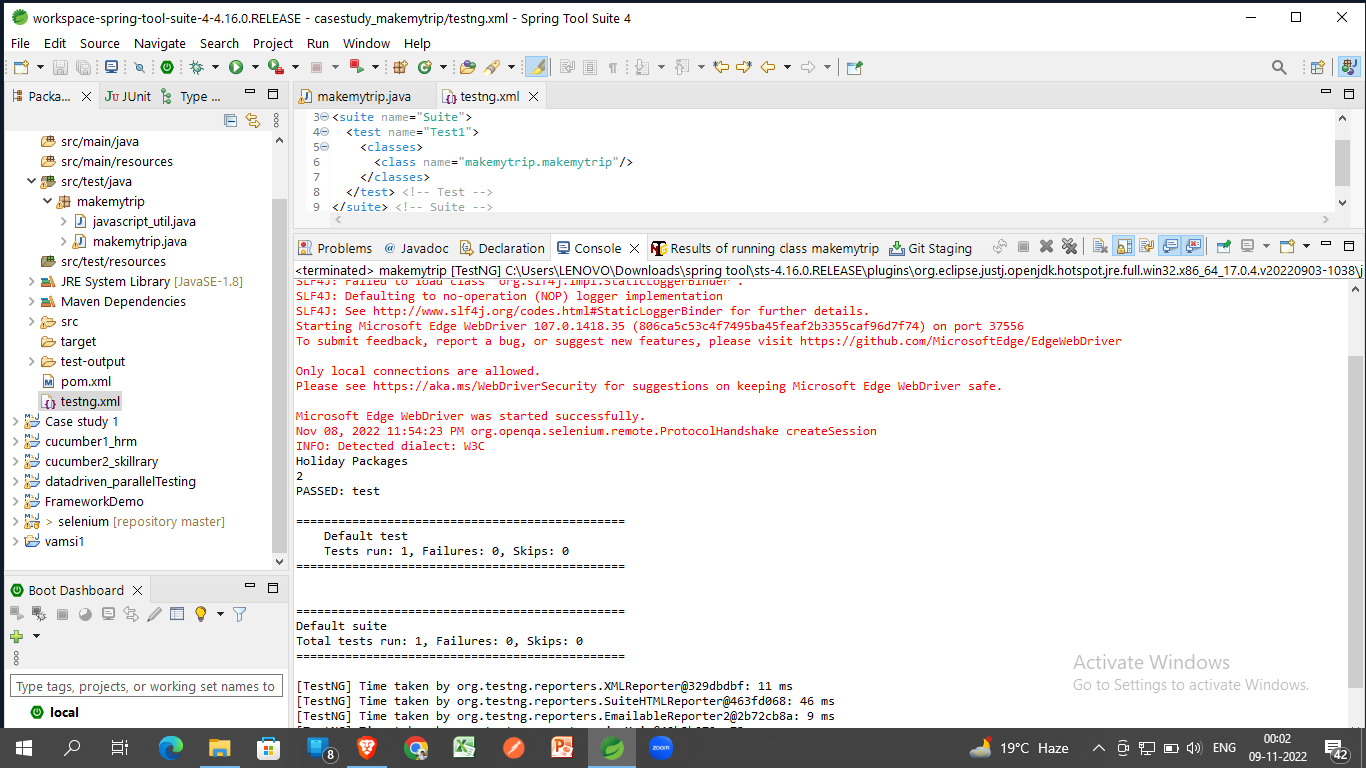 workspace-spring-tool-suite-4-4.16.0.RELEASE - casestudy_makemytrip/testng.xml - Spring Tool Suite 4
File Edit Source Navigate Search Project Run Window Help
Packa... JUnit Type ...
src/main/java
src/main/resources
src/test/java
makemytrip
javascript_util.java
makemytrip.java
src/test/resources
JRE System Library [JavaSE-1.8]
Maven Dependencies
src
target
test-output
pom.xml
testng.xml
Case study 1
cucumber1_hrm
cucumber2_skillrary
datadriven_parallelTesting
FrameworkDemo
> selenium [repository master]
vamsi1
Boot Dashboard
Type tags, projects, or working set names to
local
makemytrip.java testng.xml
3 <suite name="Suite">
4 <test name="Test1">
5 <classes>
6 <class name="makemytrip.makemytrip"/>
7 </classes>
8 </test> <!-- Test -->
9 </suite> <!-- Suite -->
Problems Javadoc Declaration Console Results of running class makemytrip Git Staging
<terminated> makemytrip [TestNG] C:\Users\LENOVO\Downloads\spring tool\sts-4.16.0.RELEASE\plugins\org.eclipse.justj.openjdk.hotspot.jre.full.win32.x86_64_17.0.4.v20220903-1038\j
SLF4J: Failed to load class "org.slf4j.impl.StaticLoggerBinder".
SLF4J: Defaulting to no-operation (NOP) logger implementation
SLF4J: See http://www.slf4j.org/codes.html#StaticLoggerBinder for further details.
Starting Microsoft Edge WebDriver 107.0.1418.35 (806ca5c53c4f7495ba45feaf2b3355caf96d7f74) on port 37556
To submit feedback, report a bug, or suggest new features, please visit https://github.com/MicrosoftEdge/EdgeWebDriver
Only local connections are allowed.
Please see https://aka.ms/WebDriverSecurity for suggestions on keeping Microsoft Edge WebDriver safe.
Microsoft Edge WebDriver was started successfully.
Nov 08, 2022 11:54:23 PM org.openqa.selenium.remote.ProtocolHandshake createSession
INFO: Detected dialect: W3C
Holiday Packages
2
PASSED: test
===============================================
Default test
Tests run: 1, Failures: 0, Skips: 0
===============================================
===============================================
Default suite
Total tests run: 1, Failures: 0, Skips: 0
===============================================
[TestNG] Time taken by org.testng.reporters.XMLReporter@329dbdbf: 11 ms
[TestNG] Time taken by org.testng.reporters.SuiteHTMLReporter@463fd068: 46 ms
[TestNG] Time taken by org.testng.reporters.EmailableReporter2@2b72cb8a: 9 ms
Activate Windows
Go to Settings to activate Windows.
8
zoom
19°C Haze
ENG
00:02
09-11-2022
42